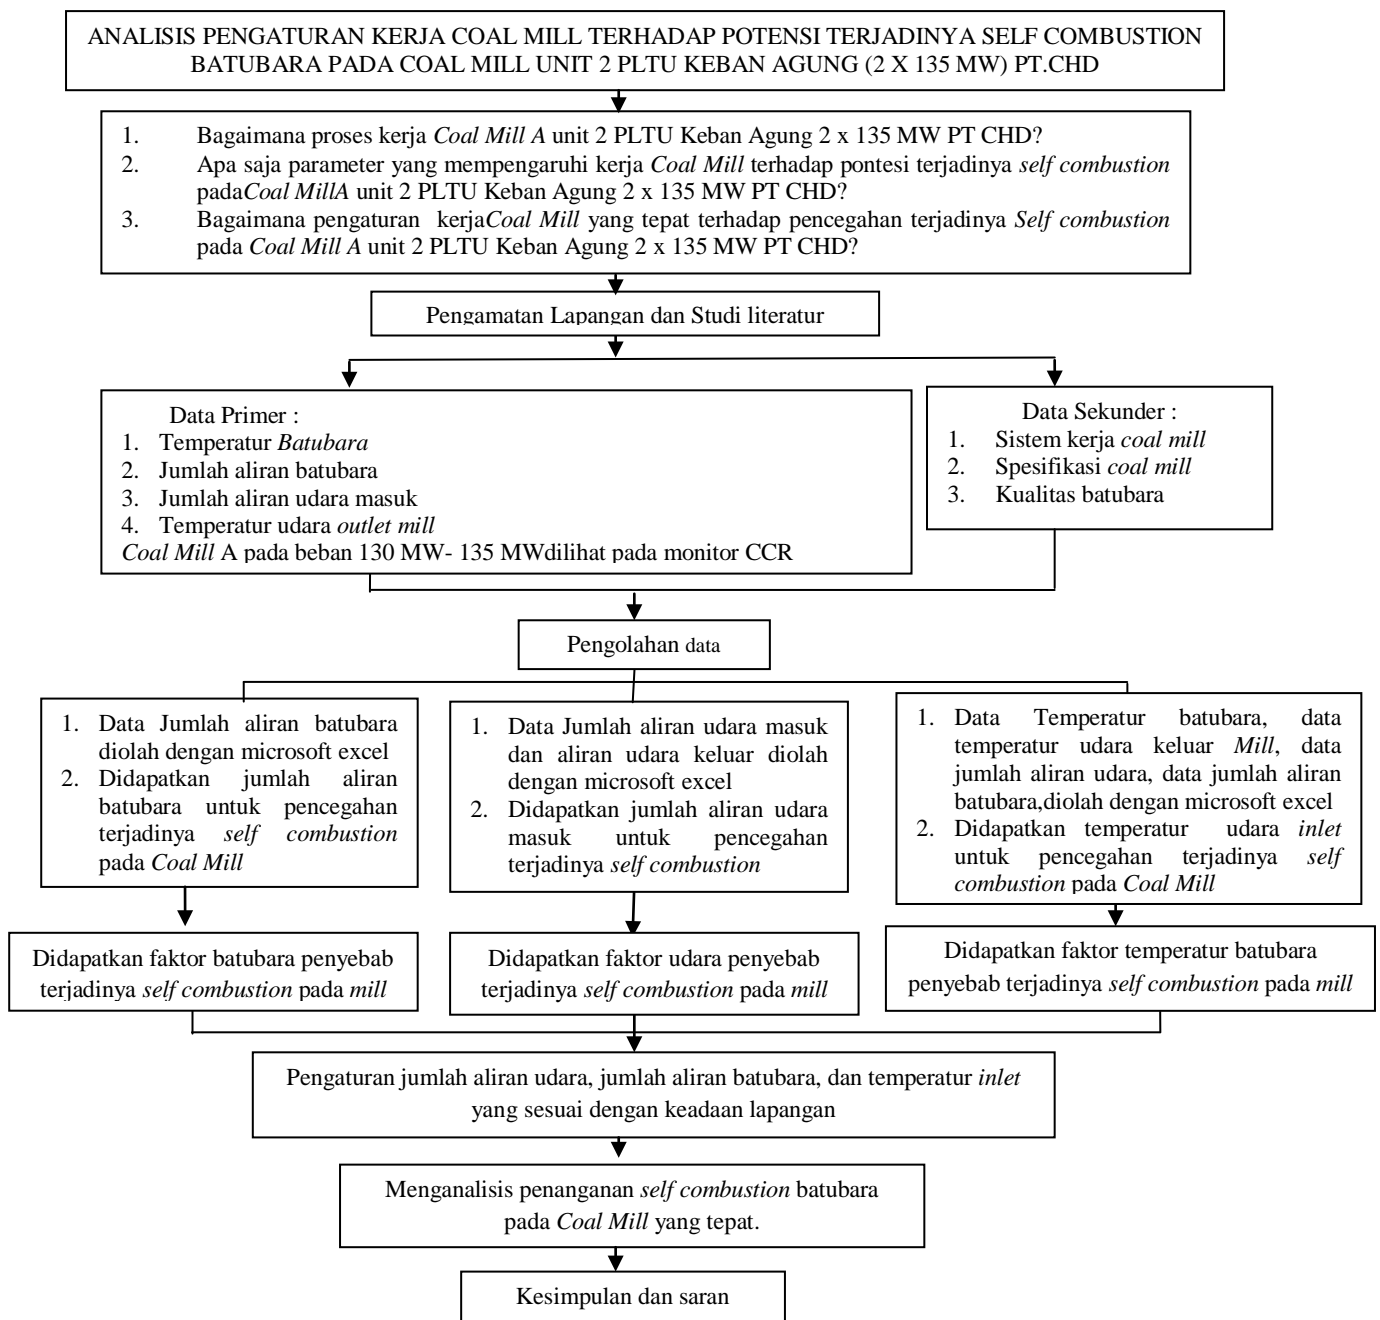 ANALISIS PENGATURAN KERJA COAL MILL TERHADAP POTENSI TERJADINYA SELF COMBUSTION
BATUBARA PADA COAL MILL UNIT 2 PLTU KEBAN AGUNG (2 X 135 MW) PT.CHD
1. Bagaimana proses kerja Coal Mill A unit 2 PLTU Keban Agung 2 x 135 MW PT CHD?
2. Apa saja parameter yang mempengaruhi kerja Coal Mill terhadap pontesi terjadinya self combustion
padaCoal MillA unit 2 PLTU Keban Agung 2 x 135 MW PT CHD?
3. Bagaimana pengaturan kerjaCoal Mill yang tepat terhadap pencegahan terjadinya Self combustion
pada Coal Mill A unit 2 PLTU Keban Agung 2 x 135 MW PT CHD?
Pengamatan Lapangan dan Studi literatur
Data Primer :
1. Temperatur Batubara
2. Jumlah aliran batubara
3. Jumlah aliran udara masuk
4. Temperatur udara outlet mill
Coal Mill A pada beban 130 MW- 135 MWdilihat pada monitor CCR
Data Sekunder :
1. Sistem kerja coal mill
2. Spesifikasi coal mill
3. Kualitas batubara
Pengolahan data
1. Data Jumlah aliran batubara
diolah dengan microsoft excel
2. Didapatkan jumlah aliran
batubara untuk pencegahan
terjadinya self combustion
pada Coal Mill
1. Data Jumlah aliran udara masuk
dan aliran udara keluar diolah
dengan microsoft excel
2. Didapatkan jumlah aliran udara
masuk untuk pencegahan
terjadinya self combustion
1. Data Temperatur batubara, data
temperatur udara keluar Mill, data
jumlah aliran udara, data jumlah aliran
batubara,diolah dengan microsoft excel
2. Didapatkan temperatur udara inlet
untuk pencegahan terjadinya self
combustion pada Coal Mill
Didapatkan faktor batubara penyebab
terjadinya self combustion pada mill
Didapatkan faktor udara penyebab
terjadinya self combustion pada mill
Didapatkan faktor temperatur batubara
penyebab terjadinya self combustion pada mill
Pengaturan jumlah aliran udara, jumlah aliran batubara, dan temperatur inlet
yang sesuai dengan keadaan lapangan
Menganalisis penanganan self combustion batubara
pada Coal Mill yang tepat.
Kesimpulan dan saran